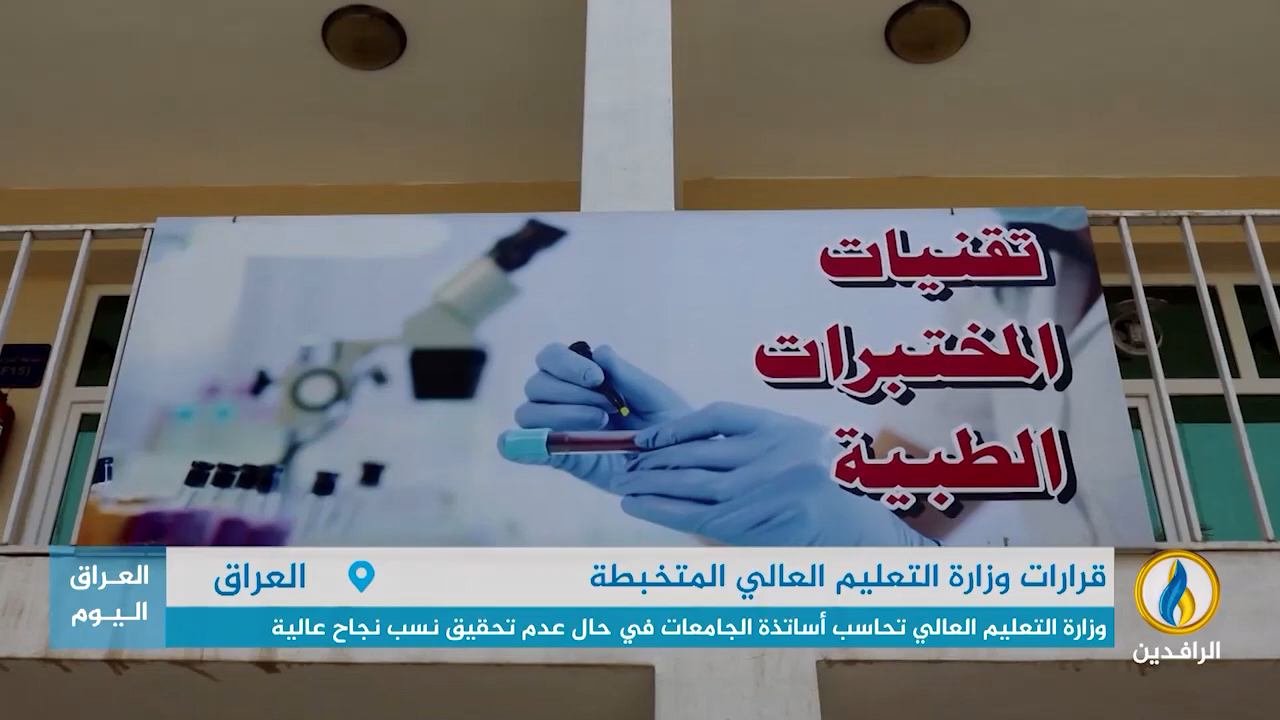 تقنيات
المختبرات
الطبية
قرارات وزارة التعليم العالي المتخبطة
العراق
وزارة التعليم العالي تحاسب أساتذة الجامعات في حال عدم تحقيق نسب نجاح عالية
العراق
اليوم
الرافدين